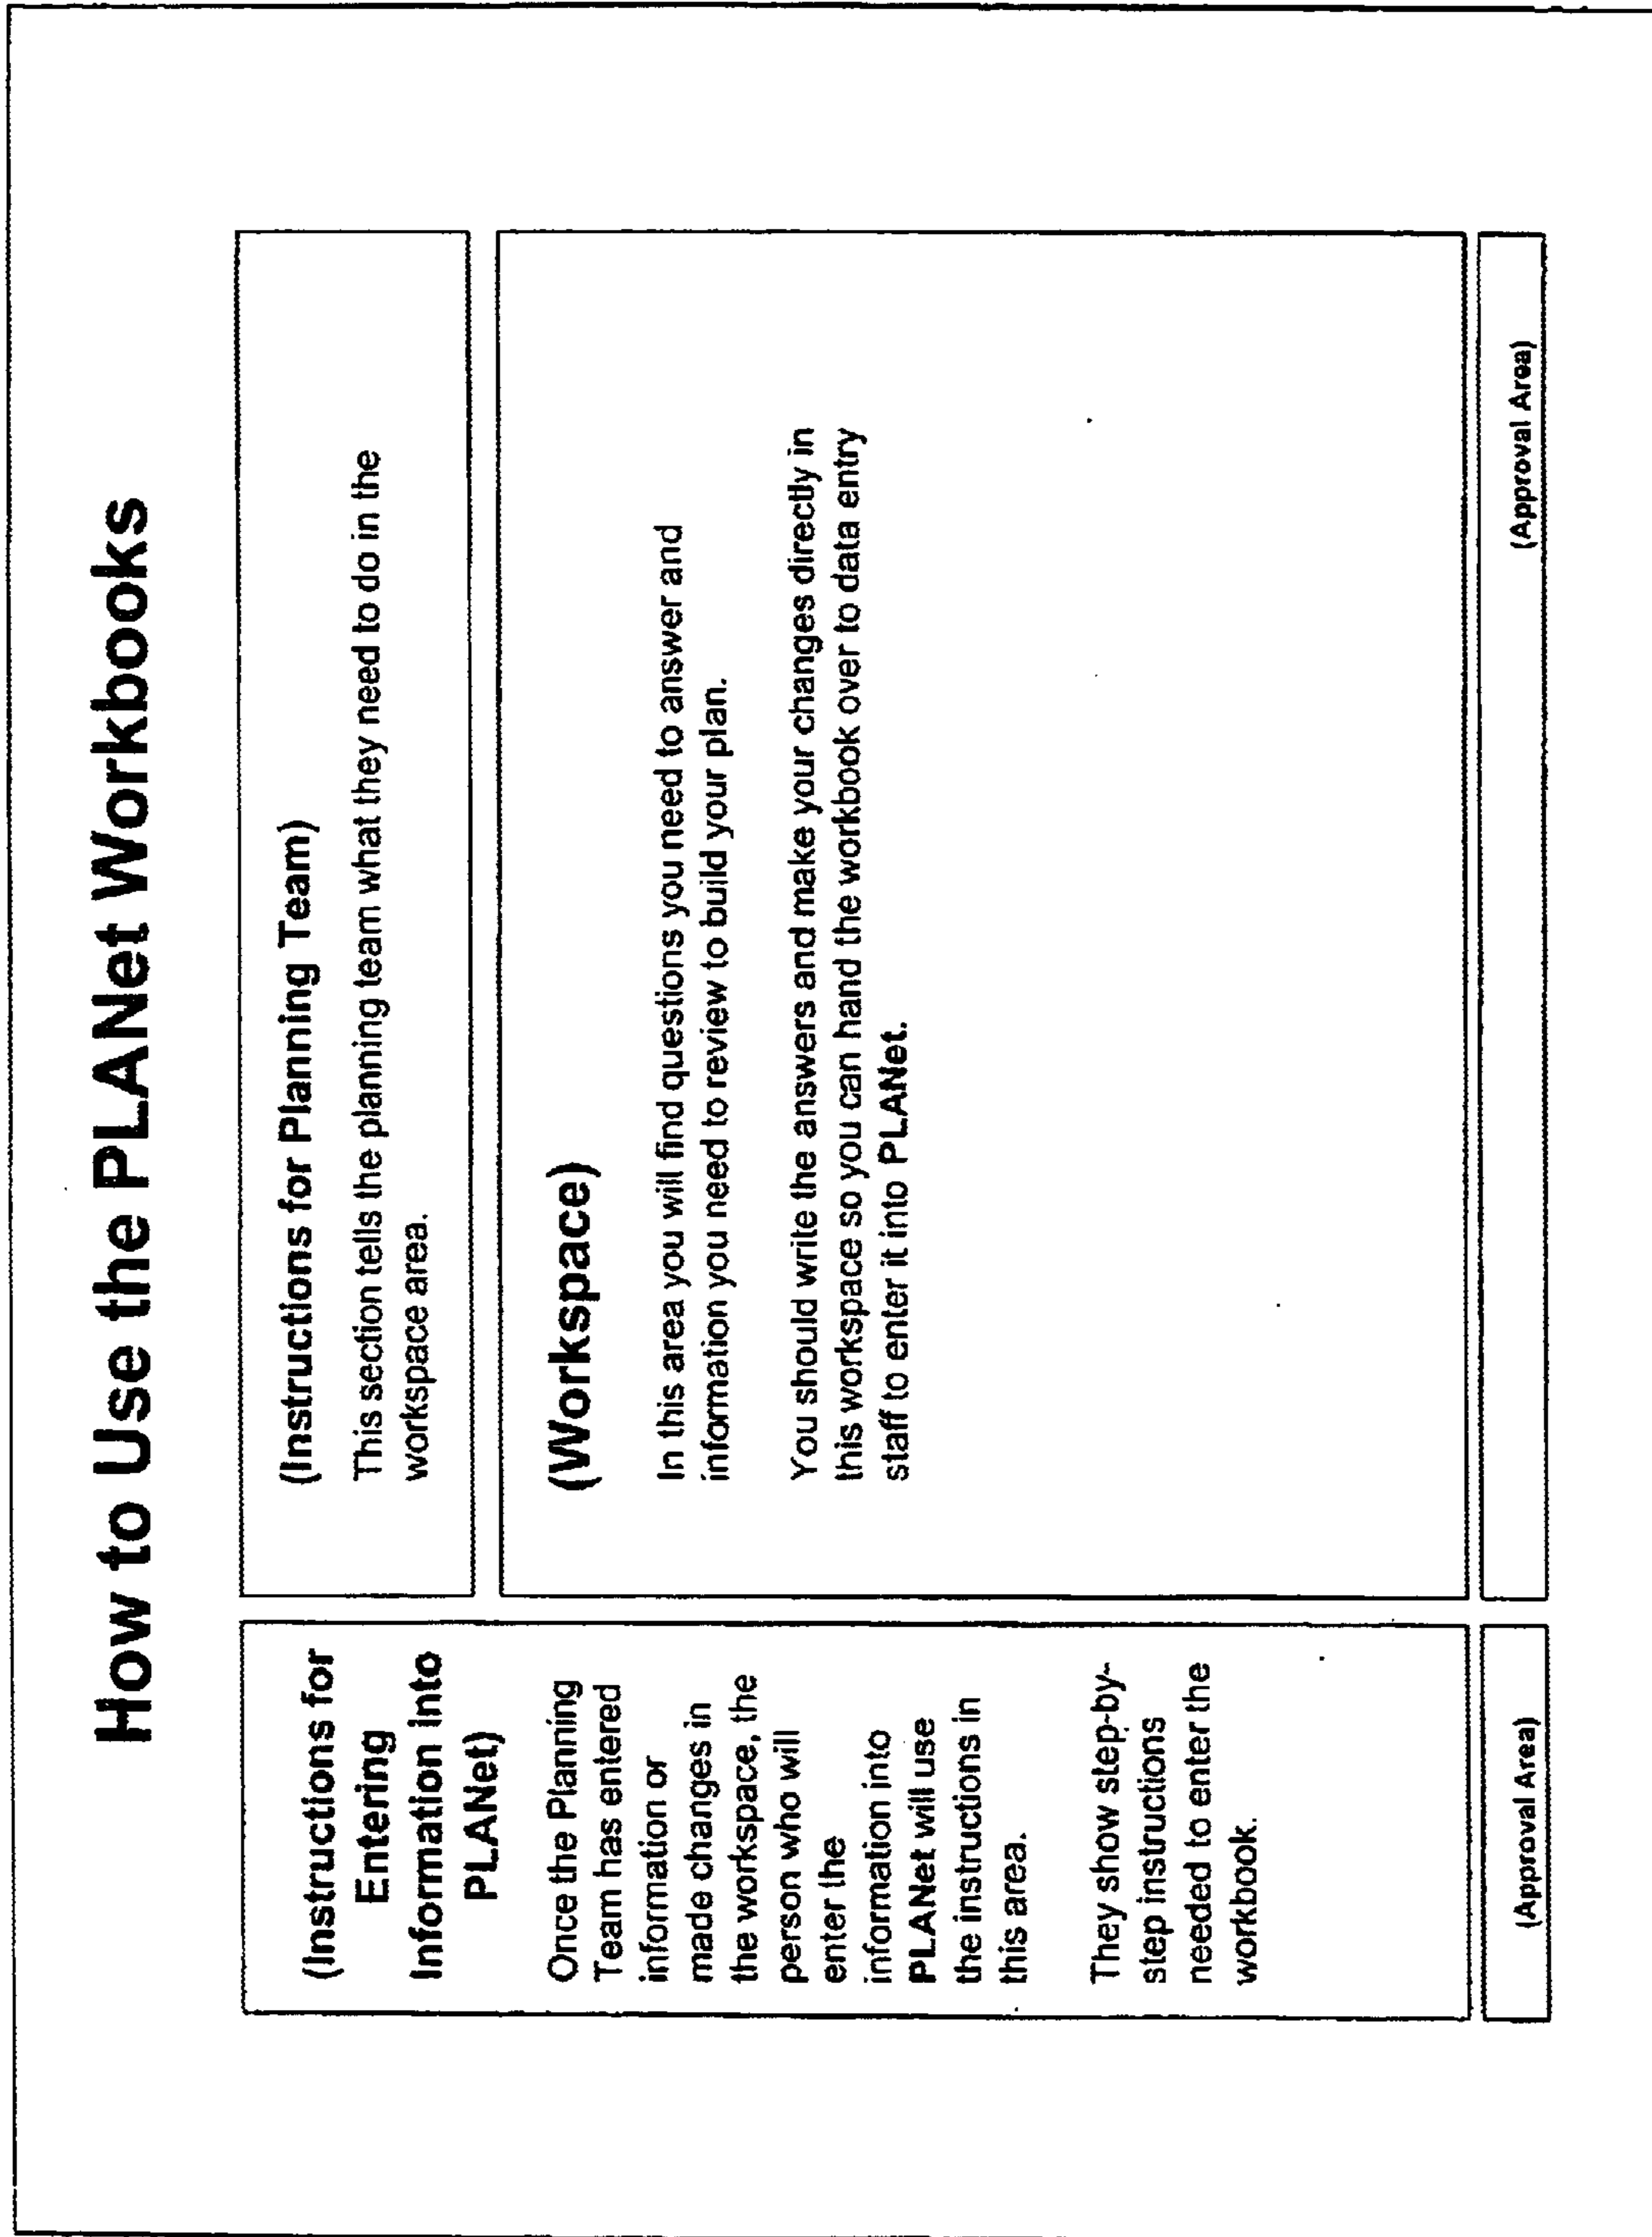 How to Use the PLANet Workbooks
(Instructions for
Entering
Information into
PLANet)
Once the Planning
Team has entered
information or
made changes in
the workspace, the
person who will
enter the
information into
PLANet will use
the instructions in
this area.
They show step-by-
step instructions
needed to enter the
workbook.
(Approval Area)
(Instructions for Planning Team)
This section tells the planning team what they need to do in the
workspace area.
(Workspace)
In this area you will find questions you need to answer and
information you need to review to build your plan.
You should write the answers and make your changes directly in
this workspace so you can hand the workbook over to data entry
staff to enter it into PLANet.
(Approval Area)